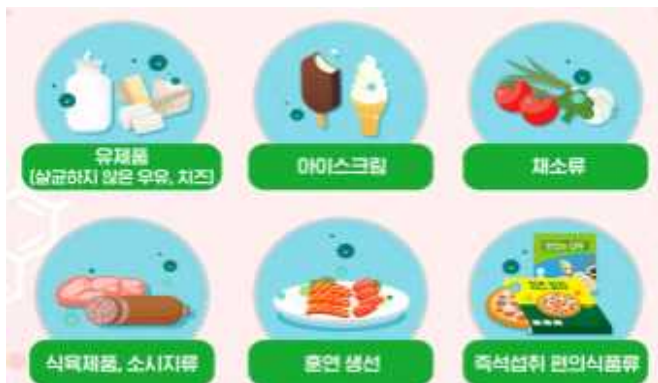 유제품
(살균하지 않은 우유, 치즈)
아이스크림
채소류
식육제품, 소시지류
훈연 생선
즉석섭취 편의식품류